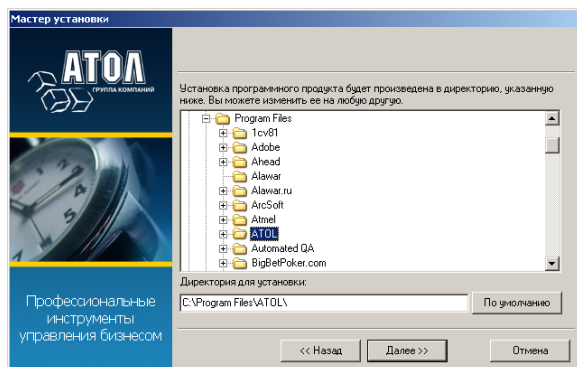 Мастер установки
АТОЛ
ГРУППА КОМПАНИЙ
Установка программного продукта будет произведена в директорию, указанную
ниже. Вы можете изменить ее на любую другую.
Program Files
1cv81
Adobe
Ahead
Alawar
Alawar.ru
ArcSoft
Atmel
ATOL
Automated QA
BigBetPoker.com
Директория для установки:
C:\Program Files\ATOL\
По умолчанию
Профессиональные
инструменты
управления бизнесом
<< Назад
Далее >>
Отмена